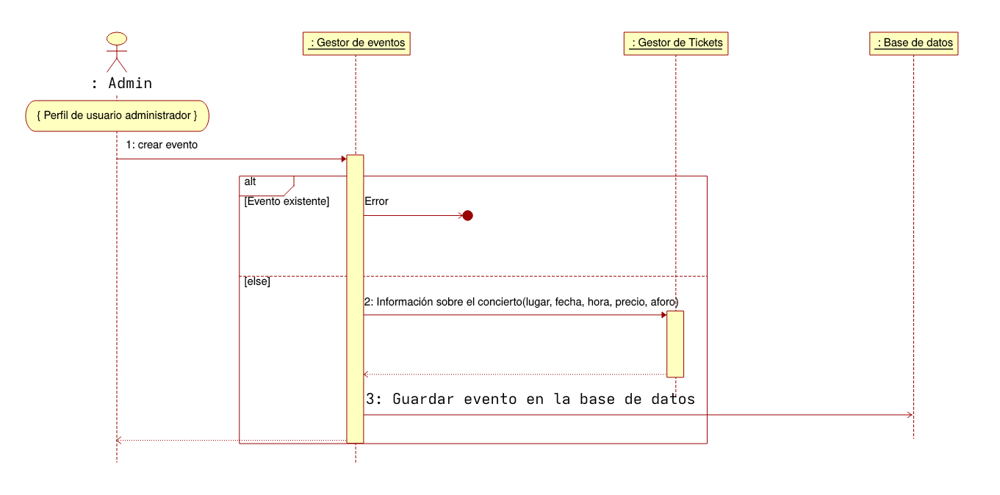 : Gestor de eventos
: Gestor de Tickets
: Base de datos
: Admin
{ Perfil de usuario administrador }
1: crear evento
alt
[Evento existente]
Error
[else]
2: Información sobre el concierto(lugar, fecha, hora, precio, aforo)
3: Guardar evento en la base de datos